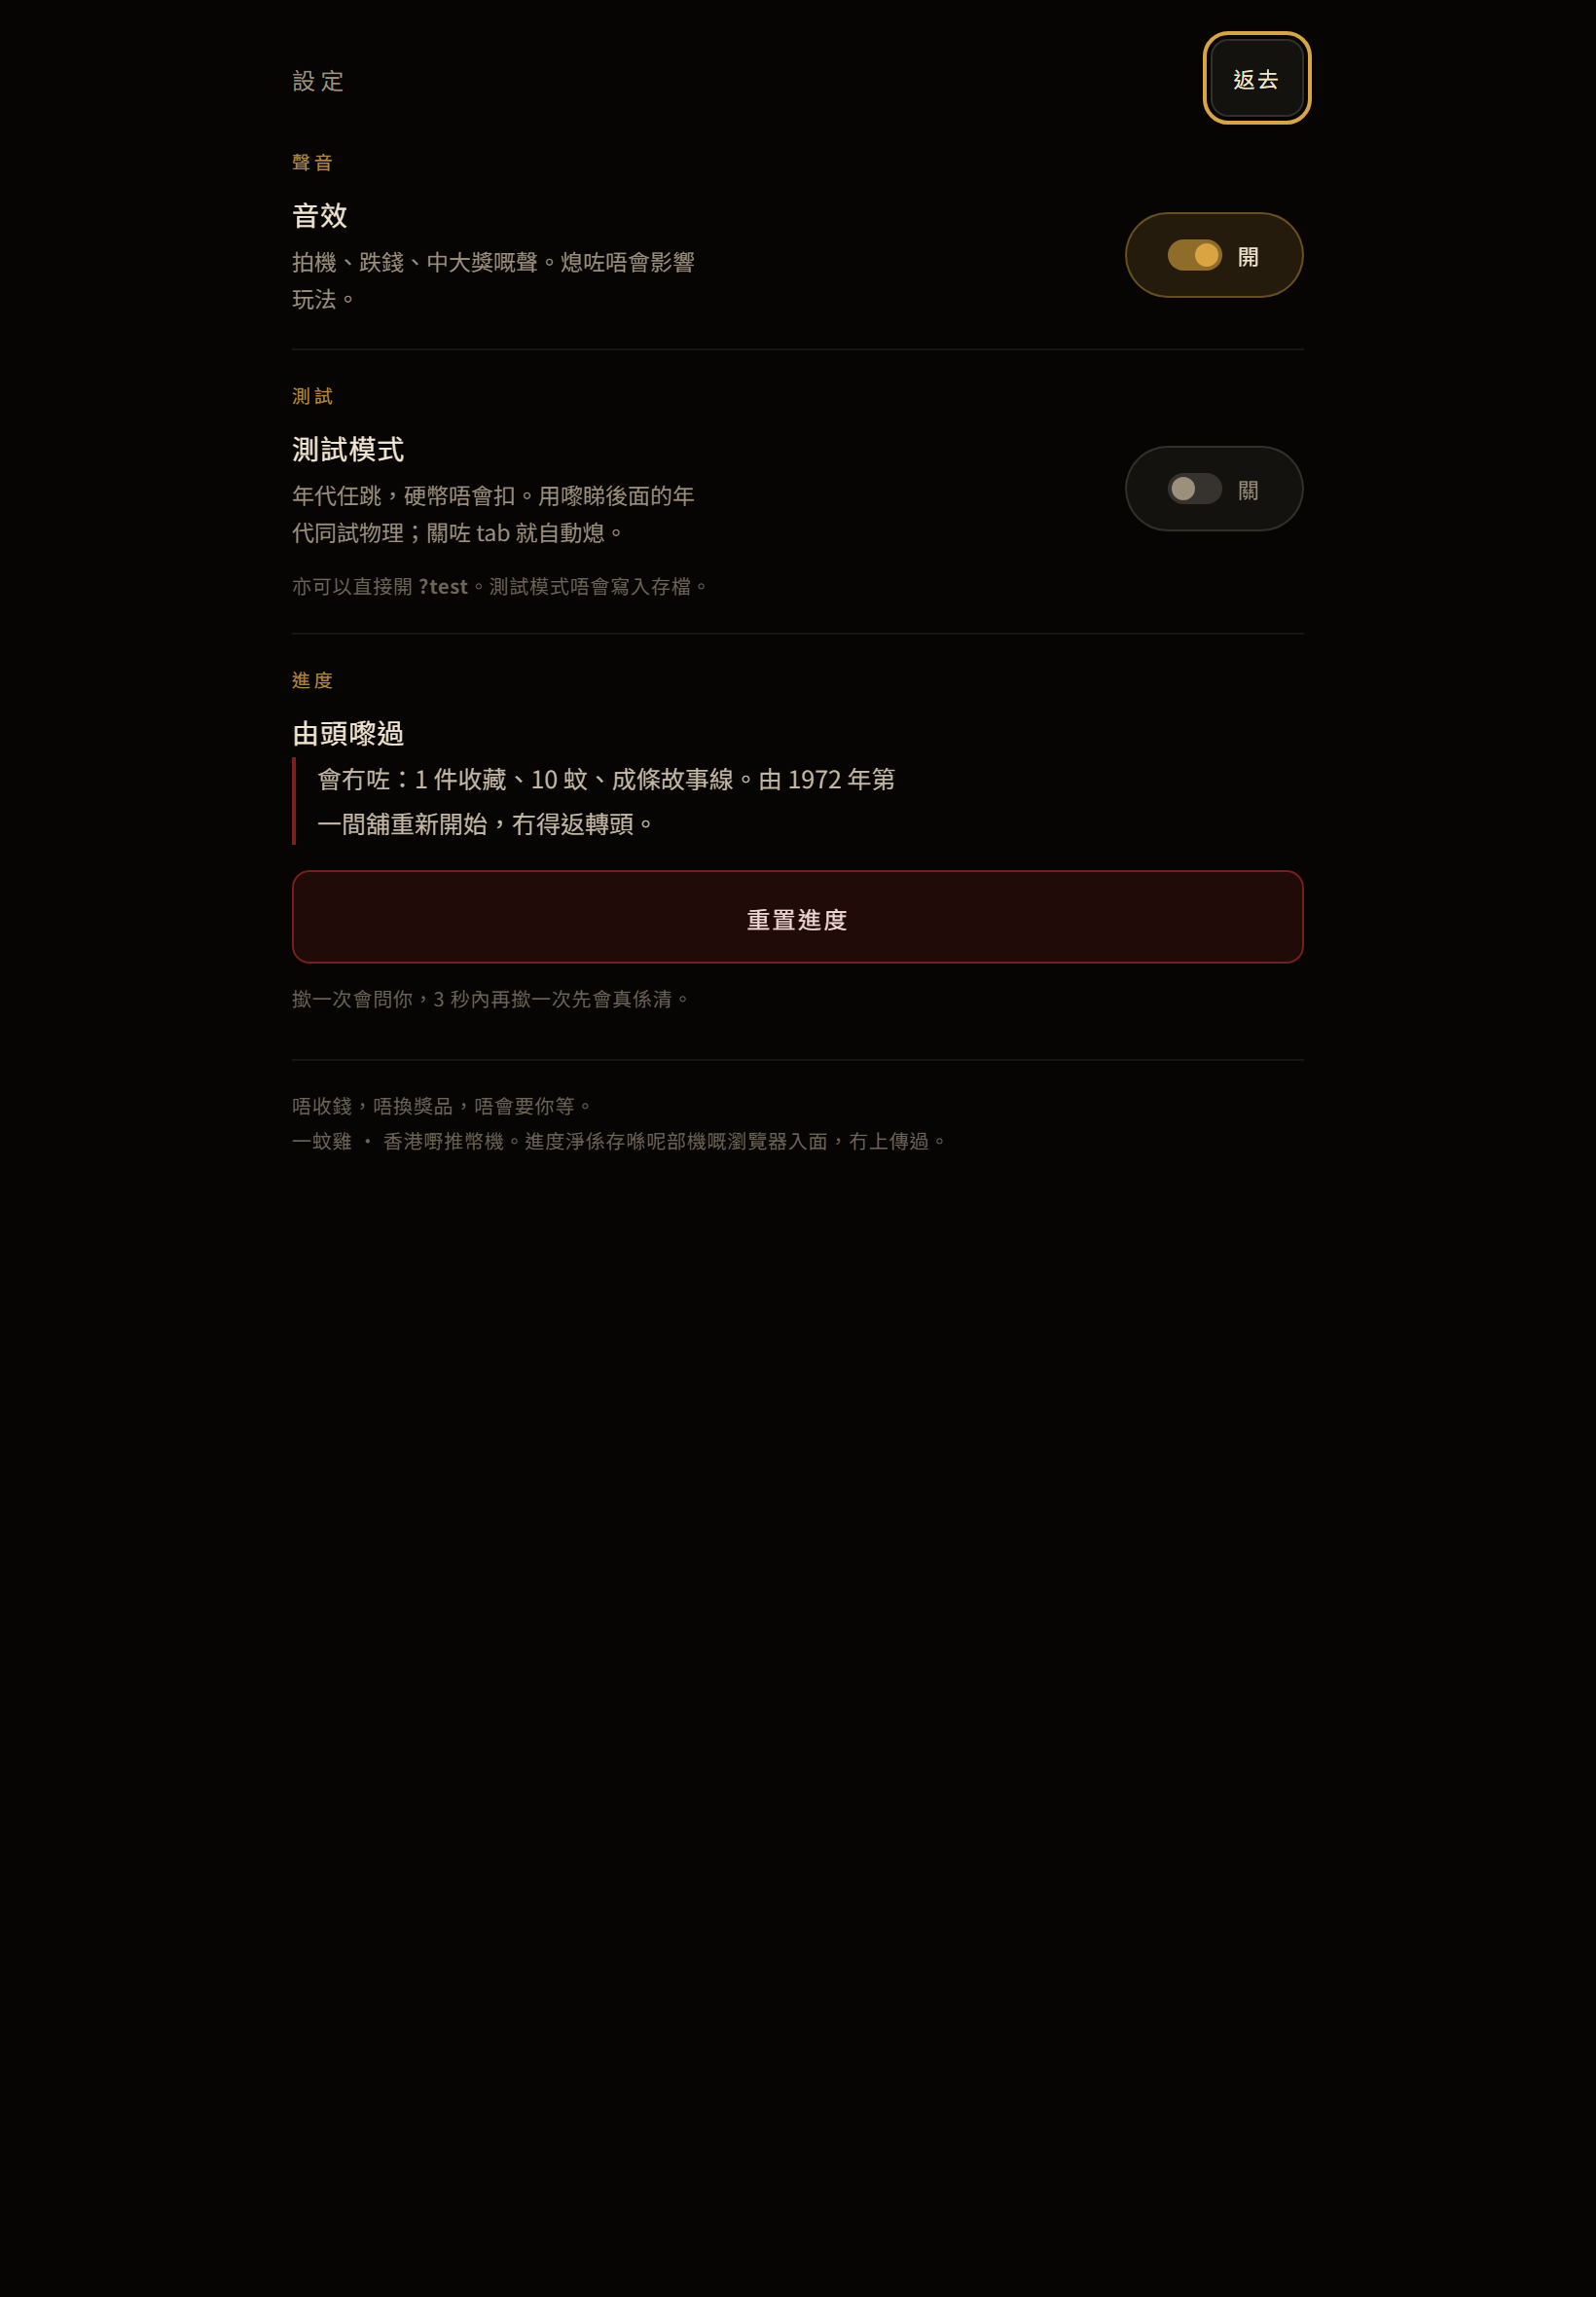 設定
返去
聲音
音效
拍機、跌錢、中大獎嘅聲。熄咗唔會影響
玩法。
開
測試
測試模式
年代任跳，硬幣唔會扣。用嚟睇後面的年
代同試物理；關咗 tab 就自動熄。
關
亦可以直接開 ?test。測試模式唔會寫入存檔。
進度
由頭嚟過
會冇咗：1 件收藏、10 蚊、成條故事線。由 1972 年第
一間舖重新開始，冇得返轉頭。
重置進度
撳一次會問你，3 秒內再撳一次先會真係清。
唔收錢，唔換獎品，唔會要你等。
一蚊雞 · 香港嘢推幣機。進度淨係存喺呢部機嘅瀏覽器入面，冇上傳過。